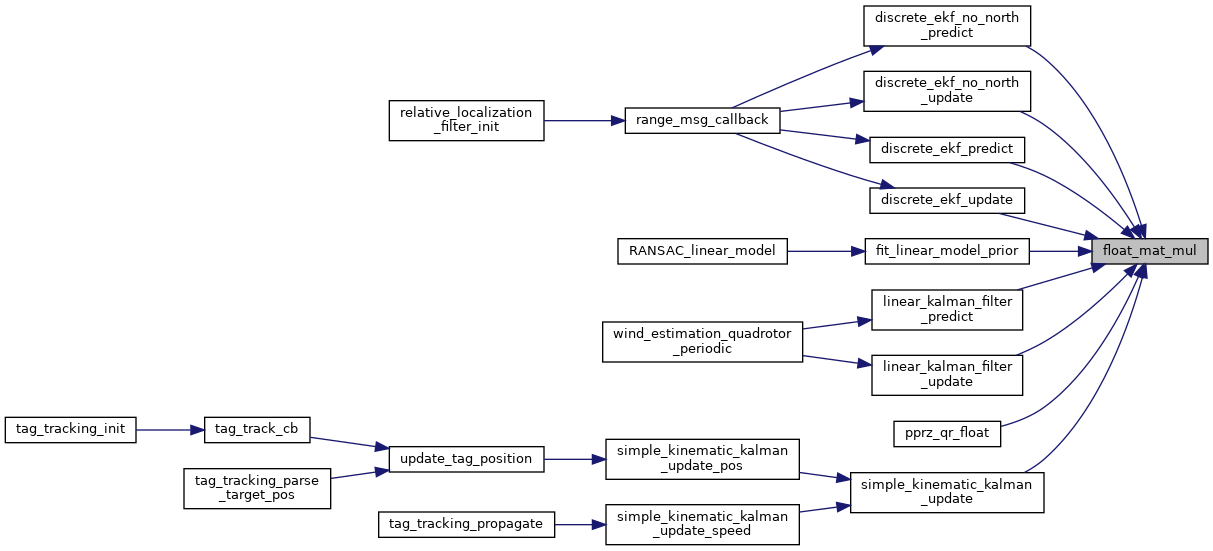 discrete_ekf_no_north
_predict
discrete_ekf_no_north
_update
relative_localization
_filter_init
range_msg_callback
discrete_ekf_predict
discrete_ekf_update
RANSAC_linear_model
fit_linear_model_prior
float_mat_mul
linear_kalman_filter
_predict
wind_estimation_quadrotor
_periodic
linear_kalman_filter
_update
pprz_qr_float
tag_tracking_init
tag_track_cb
update_tag_position
simple_kinematic_kalman
_update_pos
tag_tracking_parse
_target_pos
simple_kinematic_kalman
_update
tag_tracking_propagate
simple_kinematic_kalman
_update_speed